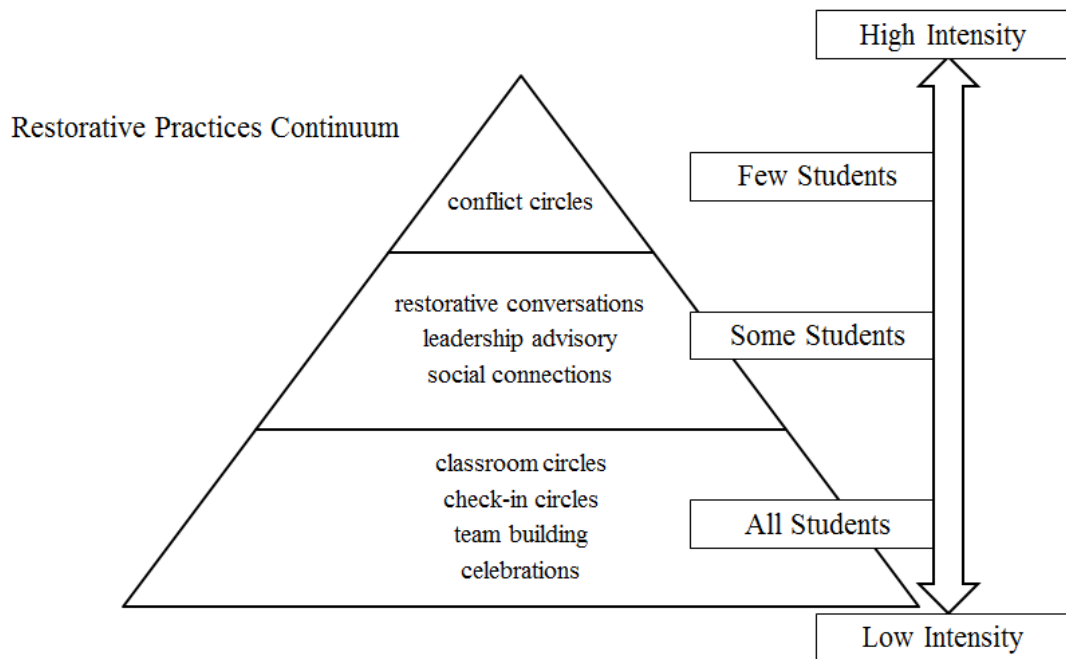 High Intensity
Restorative Practices Continuum
Few Students
conflict circles
restorative conversations
leadership advisory
social connections
Some Students
classroom circles
check-in circles
team building
celebrations
All Students
Low Intensity